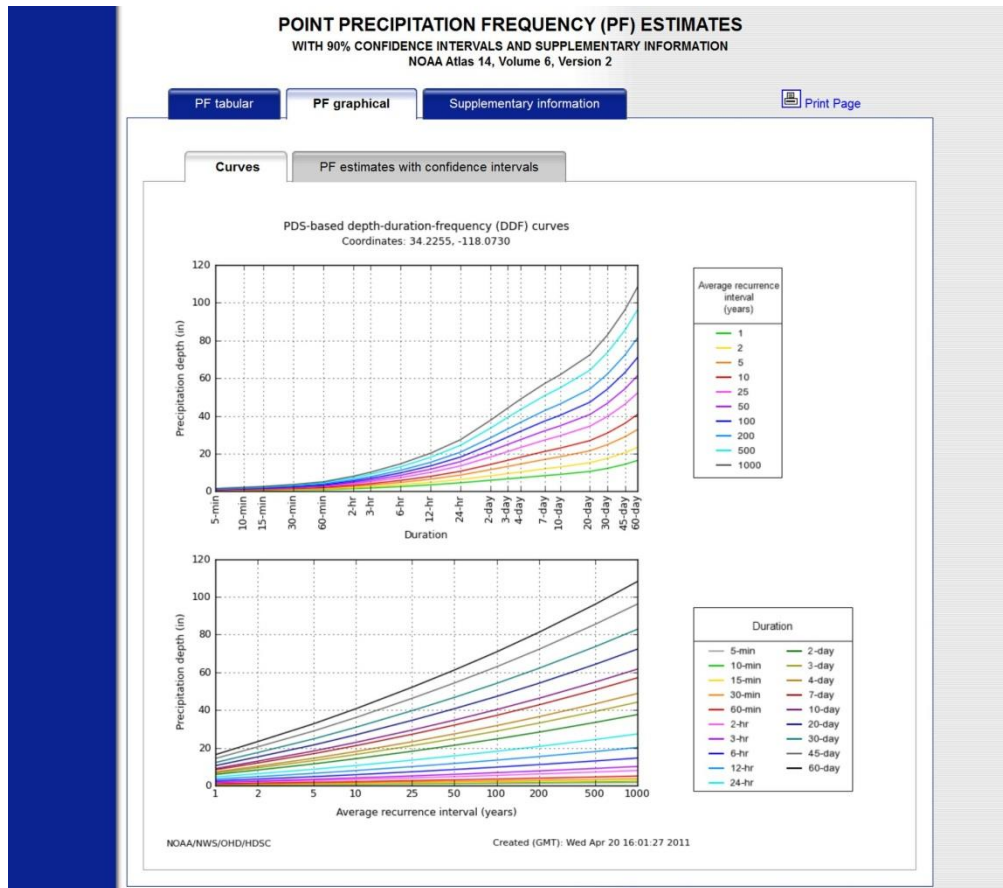 POINT PRECIPITATION FREQUENCY (PF) ESTIMATES
WITH 90% CONFIDENCE INTERVALS AND SUPPLEMENTARY INFORMATION
NOAA Atlas 14, Volume 6, Version 2
PF tabular
PF graphical
Supplementary information
Print Page
Curves
PF estimates with confidence intervals
PDS-based depth-duration-frequency (DDF) curves
Coordinates: 34.2255, -118.0730
120
100
80
60
40
20
0
Precipitation depth (in)
5-min
10-min
15-min
30-min
60-min
2-hr
3-hr
6-hr
12-hr
24-hr
2-day
3-day
4-day
7-day
10-day
20-day
30-day
45-day
60-day
Duration
Average recurrence
interval
(years)
1
2
5
10
25
50
100
200
500
1000
120
100
80
60
40
20
0
Precipitation depth (in)
1
2
5
10
25
50
100
200
500
1000
Average recurrence interval (years)
Duration
5-min
10-min
15-min
30-min
60-min
2-hr
3-hr
6-hr
12-hr
24-hr
2-day
3-day
4-day
7-day
10-day
20-day
30-day
45-day
60-day
NOAA/NWS/OHD/HDSC
Created (GMT): Wed Apr 20 16:01:27 2011